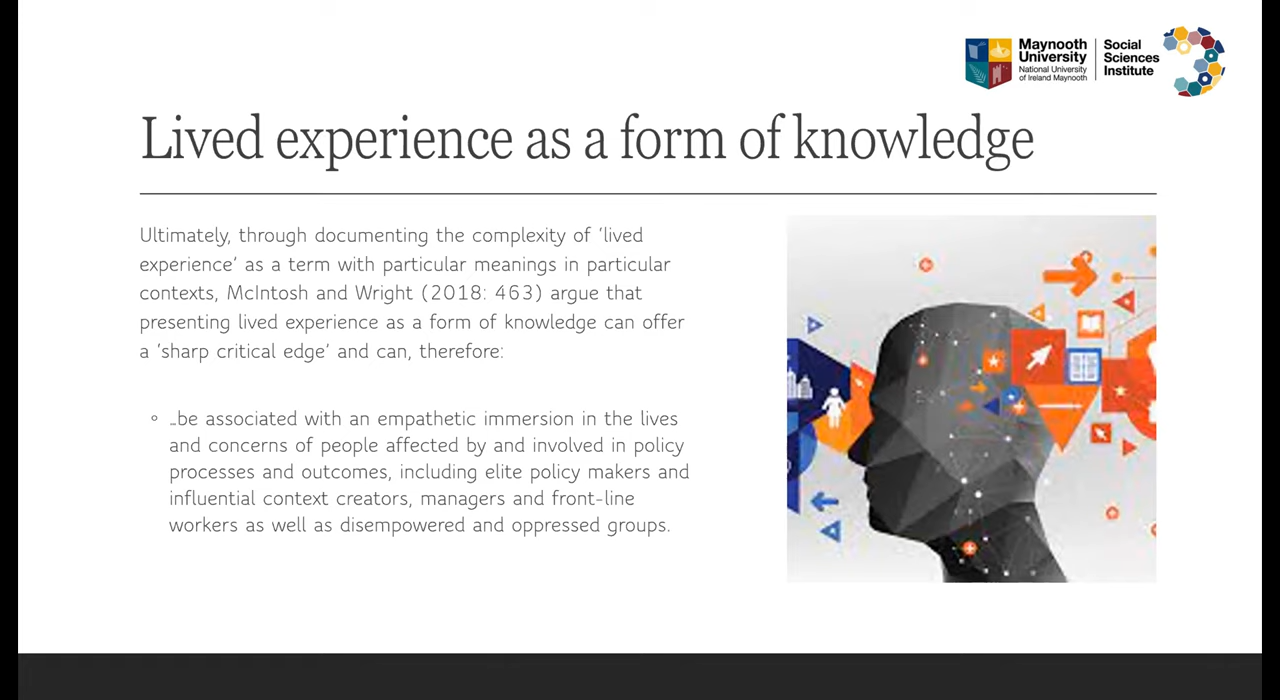 Maynooth
University
National University
of Ireland Maynooth
Social
Sciences
Institute
Lived experience as a form of knowledge
Ultimately, through documenting the complexity of ‘lived
experience’ as a term with particular meanings in particular
contexts, McIntosh and Wright (2018: 463) argue that
presenting lived experience as a form of knowledge can offer
a ‘sharp critical edge’ and can, therefore:
…be associated with an empathetic immersion in the lives
and concerns of people affected by and involved in policy
processes and outcomes, including elite policy makers and
influential context creators, managers and front-line
workers as well as disempowered and oppressed groups.